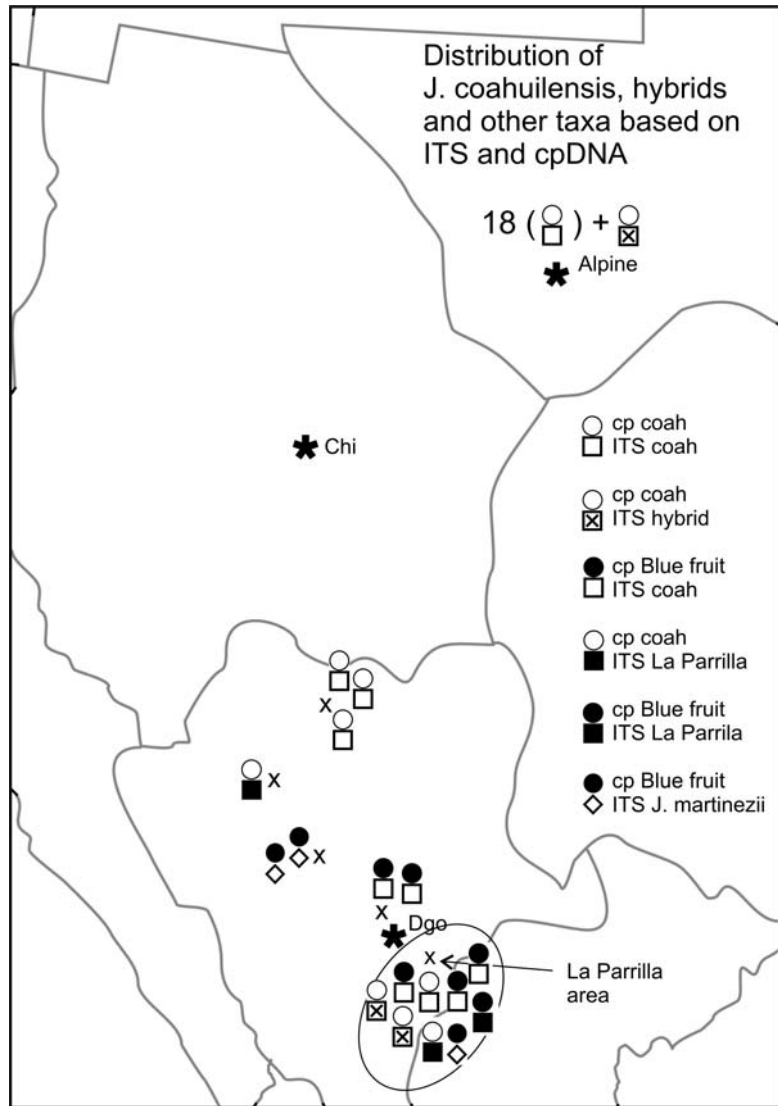 Distribution of
J. coahuilensis, hybrids
and other taxa based on
ITS and cpDNA
18 ( ) +
Alpine
Chi
cp coah
ITS coah
cp coah
ITS hybrid
cp Blue fruit
ITS coah
cp coah
ITS La Parrilla
cp Blue fruit
ITS La Parrila
cp Blue fruit
ITS J. martinezii
x
x
x
x
Dgo
x
La Parrilla
area